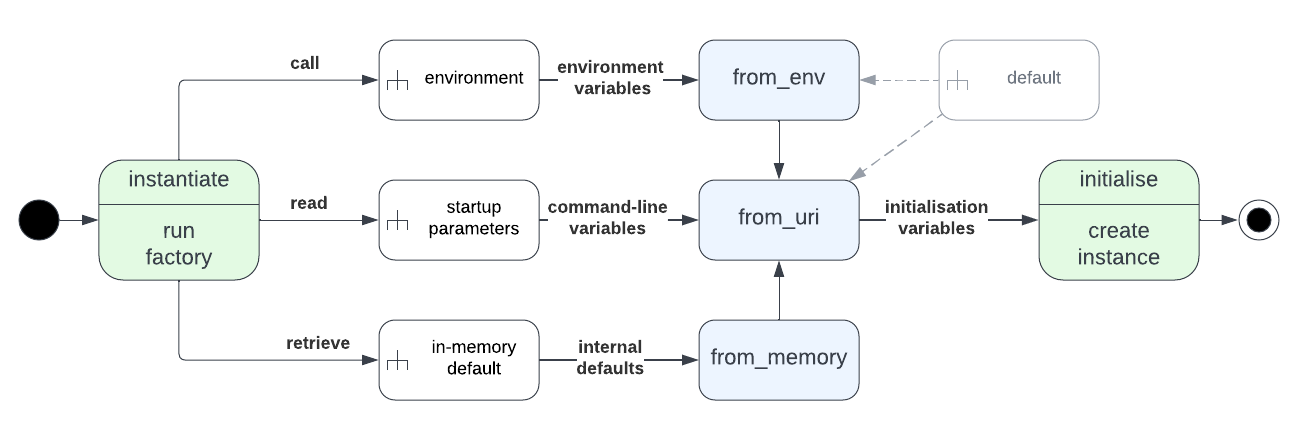 call
environment
environment
variables
from_env
default
instantiate
run
factory
read
startup
parameters
command-line
variables
from_uri
initialisation
variables
initialise
create
instance
retrieve
in-memory
default
internal
defaults
from_memory